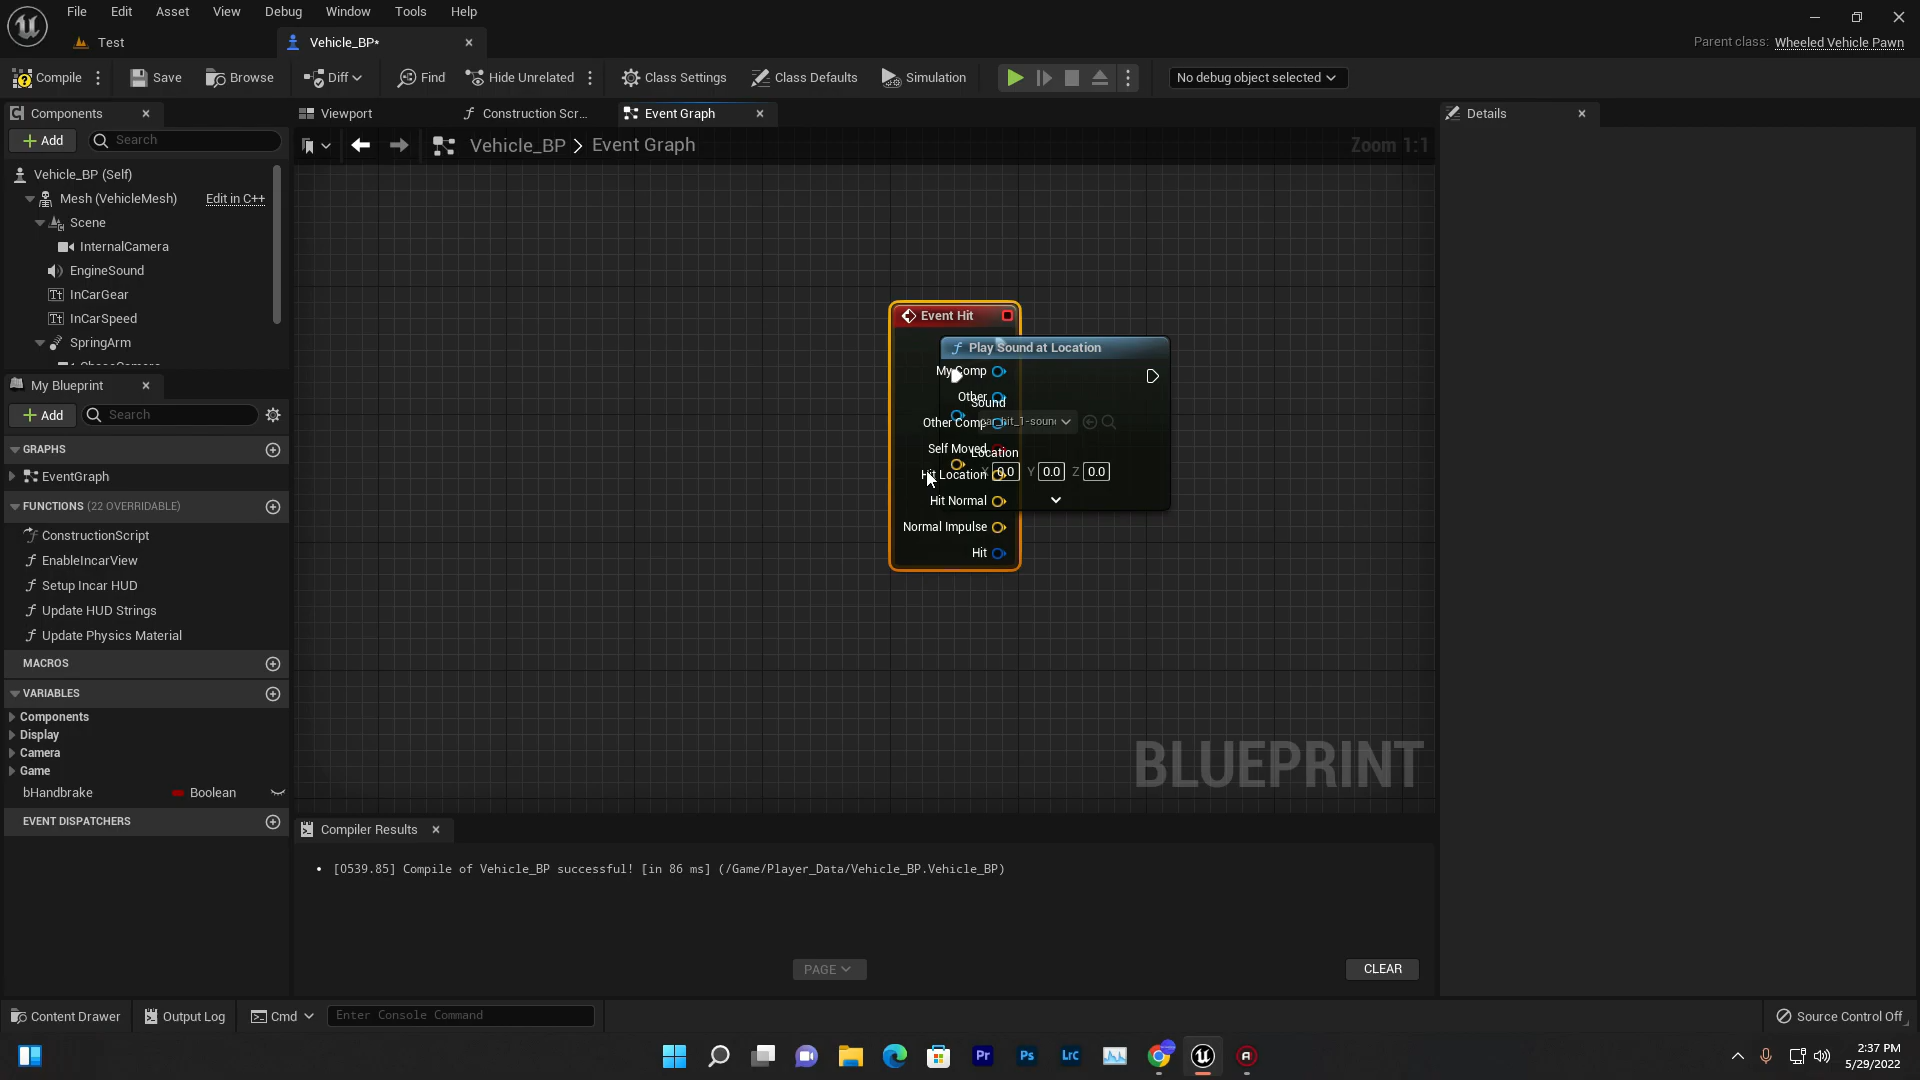 File Edit Asset View Debug Window Tools Help
Test
Vehicle_BP*
Parent class: Wheeled Vehicle Pawn
Compile
Save
Browse
Diff
Find
Hide Unrelated
Class Settings
Class Defaults
Simulation
No debug object selected
Components
Viewport
Construction Scr...
Event Graph
Details
Add
Search
Vehicle_BP > Event Graph
Zoom 1:1
Vehicle_BP (Self)
Mesh (VehicleMesh) Edit in C++
Scene
InternalCamera
EngineSound
InCarGear
InCarSpeed
SpringArm
My Blueprint
Add
Search
GRAPHS
EventGraph
FUNCTIONS (22 OVERRIDABLE)
ConstructionScript
EnableIncarView
Setup Incar HUD
Update HUD Strings
Update Physics Material
MACROS
VARIABLES
Components
Display
Camera
Game
bHandbrake Boolean
EVENT DISPATCHERS
Event Hit
Play Sound at Location
My Comp
Other
Sound
Other Comp
Self Moved
Location
Hit Location
0.0 Y 0.0 Z 0.0
Hit Normal
Normal Impulse
Hit
BLUEPRINT
Compiler Results
• [0539.85] Compile of Vehicle_BP successful! [in 86 ms] (/Game/Player_Data/Vehicle_BP.Vehicle_BP)
PAGE
CLEAR
Content Drawer
Output Log
Cmd
Enter Console Command
Source Control Off
Pr
Ps
LrC
2:37 PM
5/29/2022